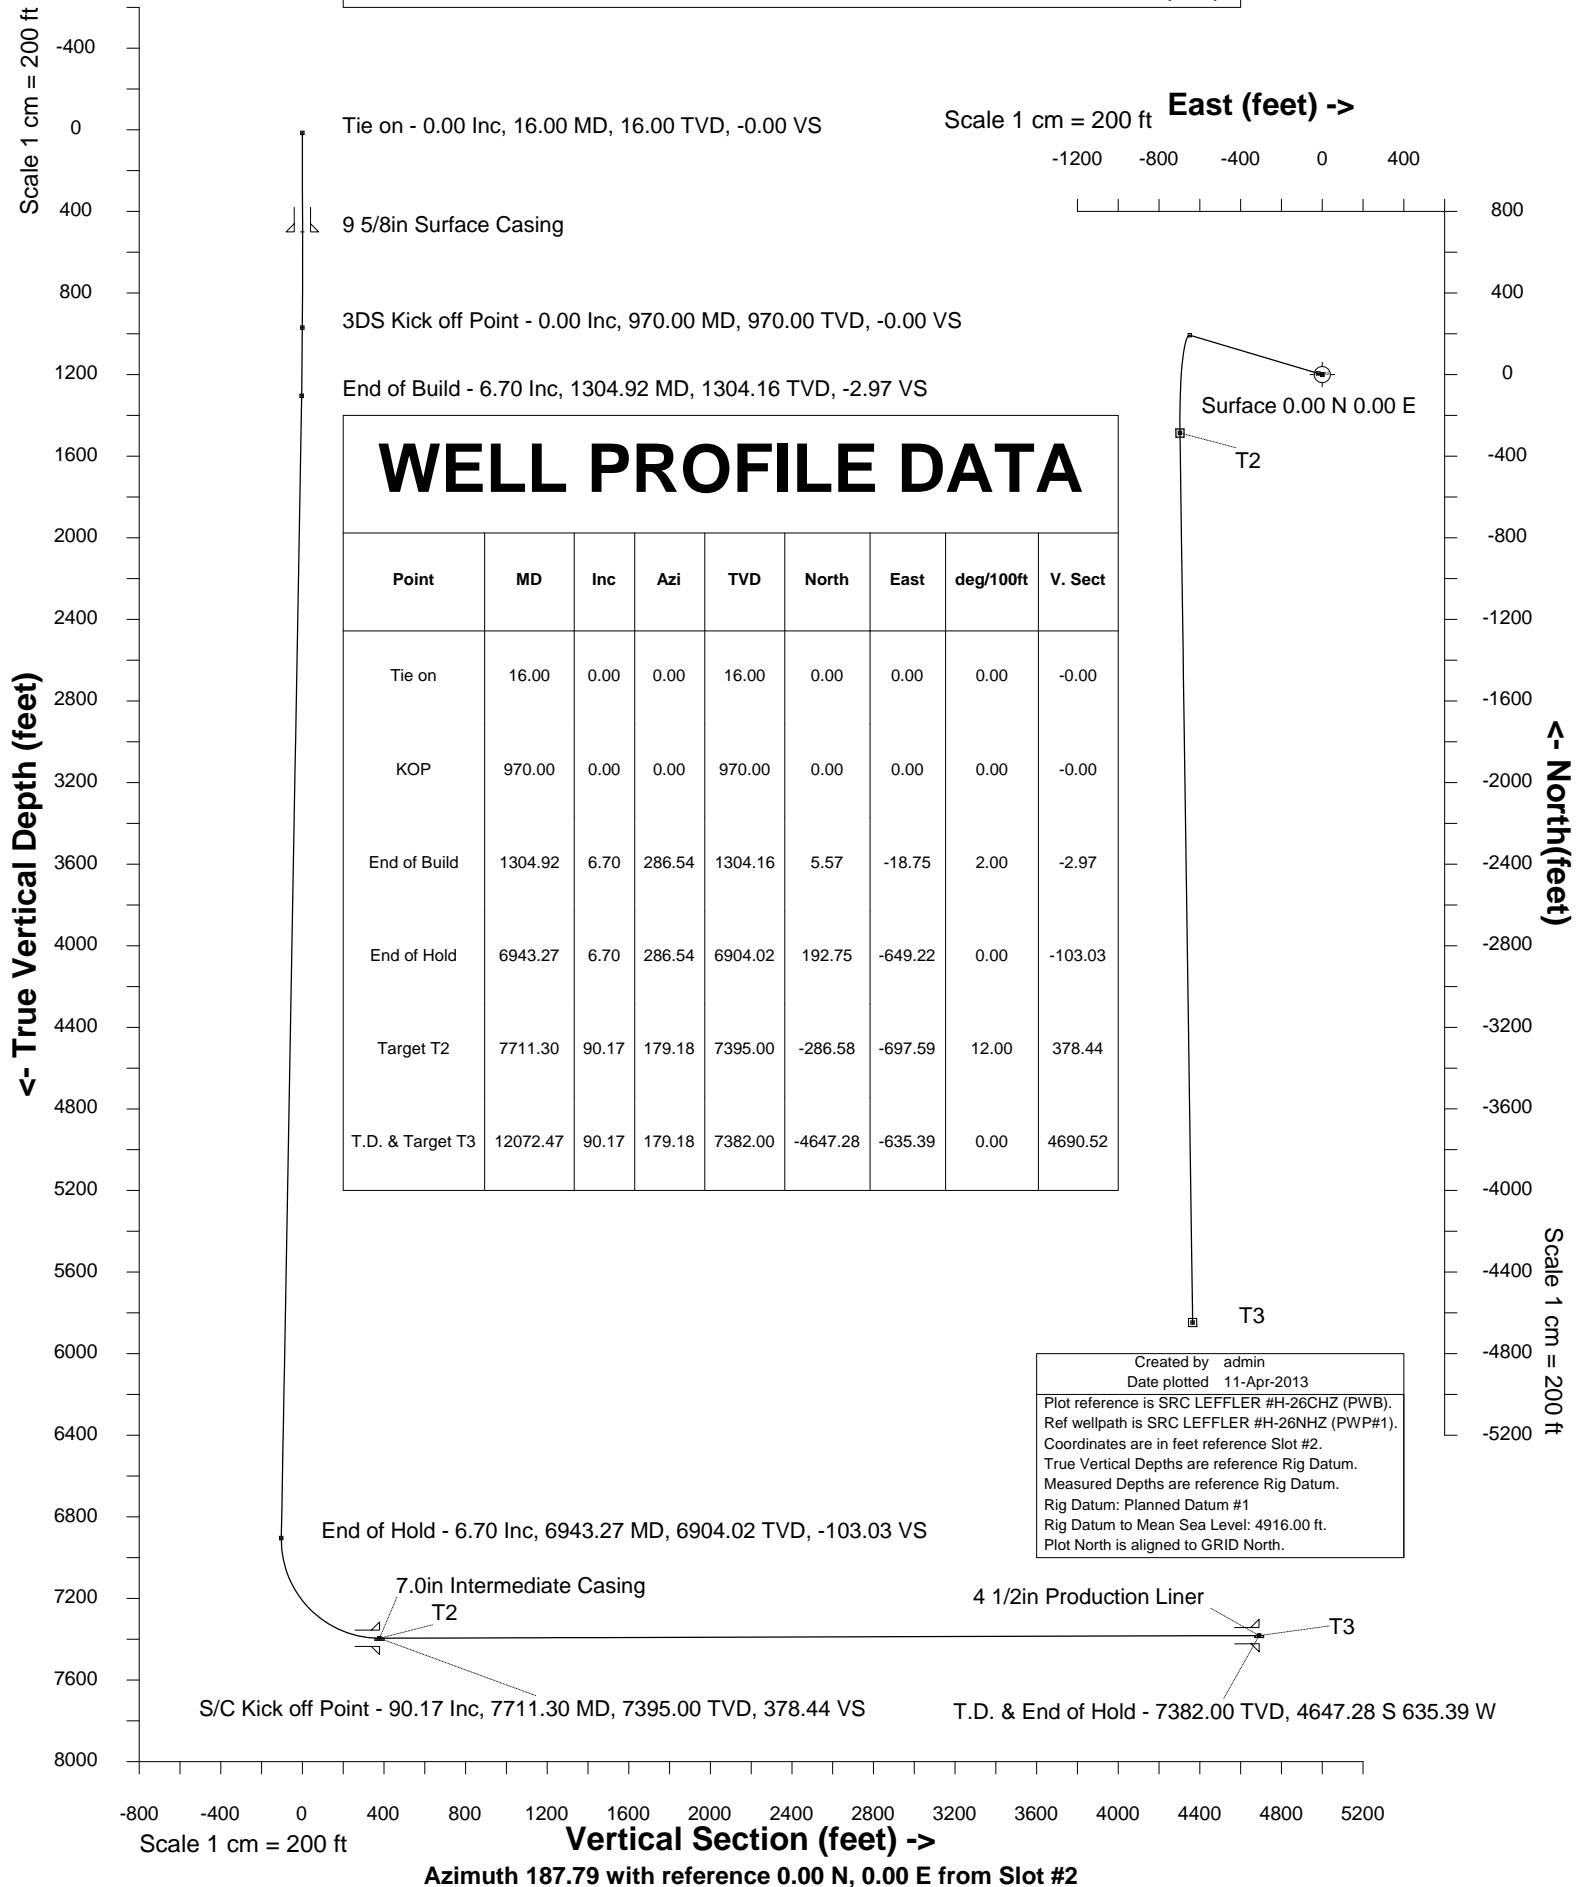 Scale 1 cm = 200 ft
-400
0
400
800
1200
1600
2000
2400
2800
3200
3600
4000
4400
4800
5200
5600
6000
6400
6800
7200
7600
8000
<- True Vertical Depth (feet)
Tie on - 0.00 Inc, 16.00 MD, 16.00 TVD, -0.00 VS
9 5/8in Surface Casing
3DS Kick off Point - 0.00 Inc, 970.00 MD, 970.00 TVD, -0.00 VS
End of Build - 6.70 Inc, 1304.92 MD, 1304.16 TVD, -2.97 VS
Scale 1 cm = 200 ft East (feet) ->
-1200 -800 -400 0 400
800
400
0
-400
-800
-1200
-1600
-2000
-2400
-2800
-3200
-3600
-4000
-4400
-4800
-5200
<- North(feet)
Scale 1 cm = 200 ft
Surface 0.00 N 0.00 E
T2
T3
WELL PROFILE DATA
Point MD Inc Azi TVD North East deg/100ft V. Sect
Tie on 16.00 0.00 0.00 16.00 0.00 0.00 0.00 -0.00
KOP 970.00 0.00 0.00 970.00 0.00 0.00 0.00 -0.00
End of Build 1304.92 6.70 286.54 1304.16 5.57 -18.75 2.00 -2.97
End of Hold 6943.27 6.70 286.54 6904.02 192.75 -649.22 0.00 -103.03
Target T2 7711.30 90.17 179.18 7395.00 -286.58 -697.59 12.00 378.44
T.D. & Target T3 12072.47 90.17 179.18 7382.00 -4647.28 -635.39 0.00 4690.52
Created by admin
Date plotted 11-Apr-2013
Plot reference is SRC LEFFLER #H-26CHZ (PWB).
Ref wellpath is SRC LEFFLER #H-26NHZ (PWP#1).
Coordinates are in feet reference Slot #2.
True Vertical Depths are reference Rig Datum.
Measured Depths are reference Rig Datum.
Rig Datum: Planned Datum #1
Rig Datum to Mean Sea Level: 4916.00 ft.
Plot North is aligned to GRID North.
End of Hold - 6.70 Inc, 6943.27 MD, 6904.02 TVD, -103.03 VS
7.0in Intermediate Casing
T2
4 1/2in Production Liner
T3
S/C Kick off Point - 90.17 Inc, 7711.30 MD, 7395.00 TVD, 378.44 VS
T.D. & End of Hold - 7382.00 TVD, 4647.28 S 635.39 W
-800 -400 0 400 800 1200 1600 2000 2400 2800 3200 3600 4000 4400 4800 5200
Scale 1 cm = 200 ft
Vertical Section (feet) ->
Azimuth 187.79 with reference 0.00 N, 0.00 E from Slot #2